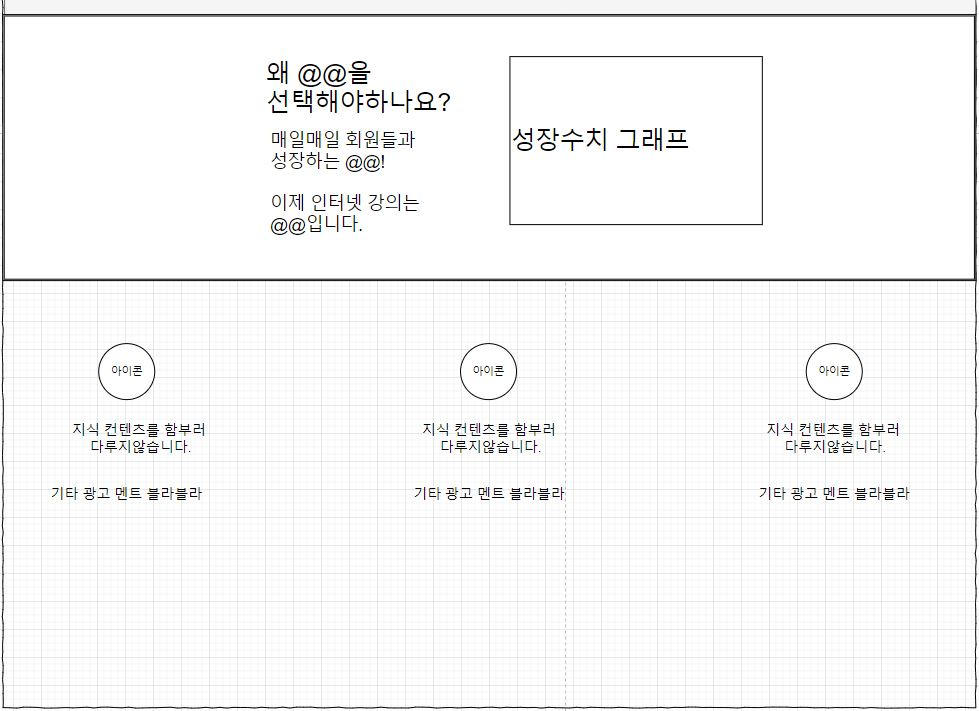 왜 @@을
선택해야하나요?
매일매일 회원들과
성장하는 @@!
이제 인터넷 강의는
@@입니다.
성장수치 그래프
아이콘
지식 컨텐츠를 함부러
다루지않습니다.
기타 광고 멘트 블라블라
아이콘
지식 컨텐츠를 함부러
다루지않습니다.
기타 광고 멘트 블라블라
아이콘
지식 컨텐츠를 함부러
다루지않습니다.
기타 광고 멘트 블라블라